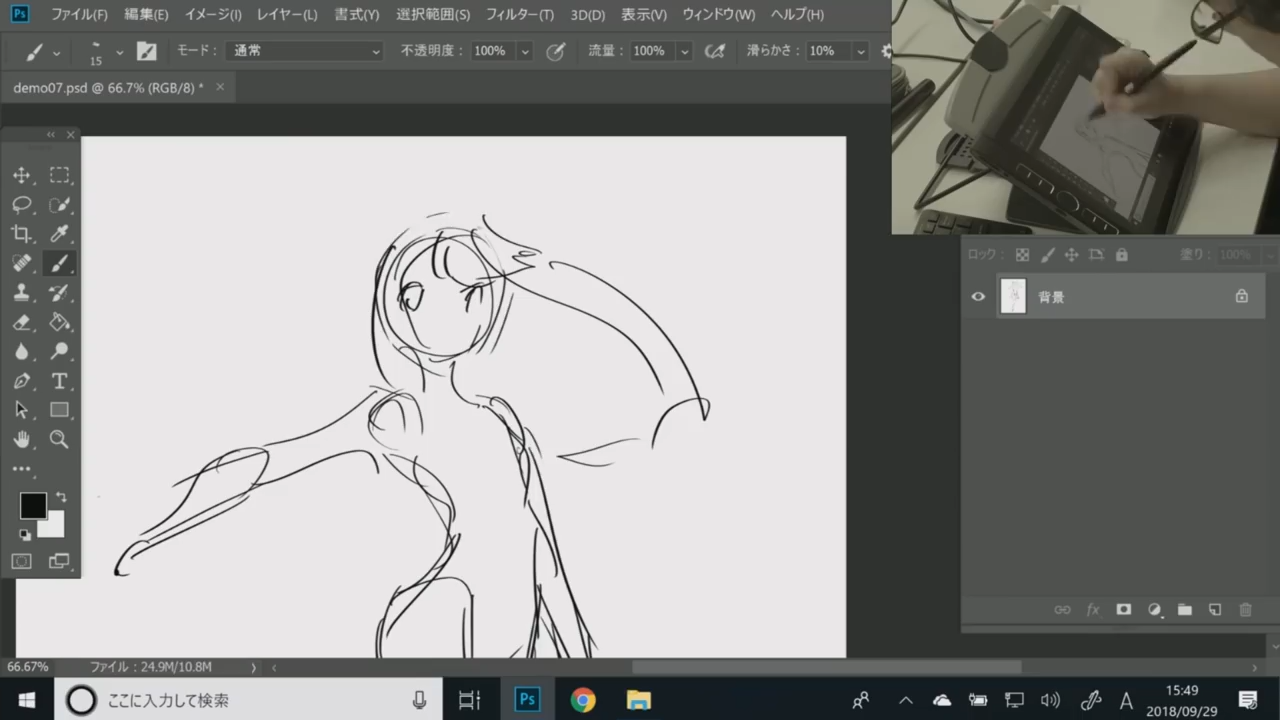 Ps ファイル(F) 編集(E) イメージ(I) レイヤー(L) 書式(Y) 選択範囲(S) フィルター(T) 3D(D) 表示(V) ウィンドウ(W) ヘルプ(H)
15 モード： 通常 不透明度： 100% 流量： 100% 滑らかさ： 10%
demo07.psd @ 66.7% (RGB/8) *
ロック： 塗り： 100%
背景
T
66.67% ファイル : 24.9M/10.8M
ここに入力して検索
Ps
A
15:49
2018/09/29